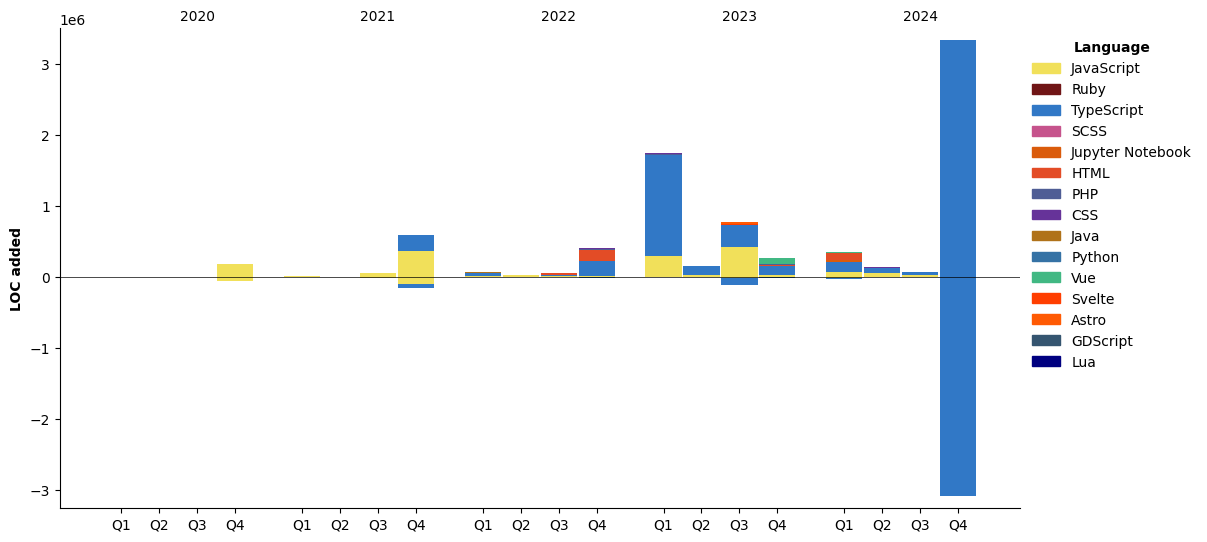 1e6
2020 2021 2022 2023 2024
LOC added
3
2
1
0
−1
−2
−3
Q1 Q2 Q3 Q4 Q1 Q2 Q3 Q4 Q1 Q2 Q3 Q4 Q1 Q2 Q3 Q4 Q1 Q2 Q3 Q4
Language
JavaScript
Ruby
TypeScript
SCSS
Jupyter Notebook
HTML
PHP
CSS
Java
Python
Vue
Svelte
Astro
GDScript
Lua